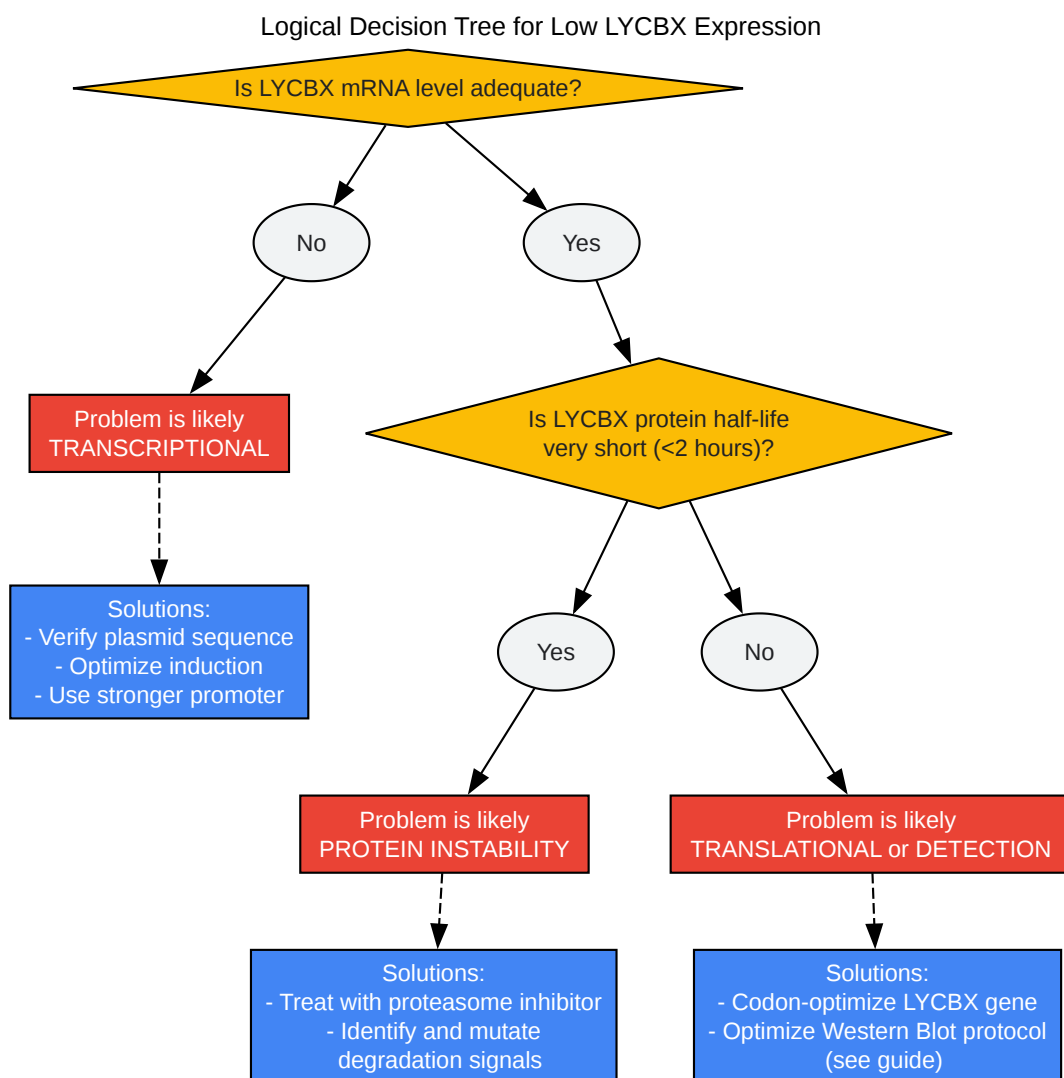 Logical Decision Tree for Low LYCBX Expression
Is LYCBX mRNA level adequate?
No
Yes
Problem is likely
TRANSCRIPTIONAL
Is LYCBX protein half-life
very short (<2 hours)?
Solutions:
- Verify plasmid sequence
- Optimize induction
- Use stronger promoter
Yes
No
Problem is likely
PROTEIN INSTABILITY
Problem is likely
TRANSLATIONAL or DETECTION
Solutions:
- Treat with proteasome inhibitor
- Identify and mutate
degradation signals
Solutions:
- Codon-optimize LYCBX gene
- Optimize Western Blot protocol
(see guide)